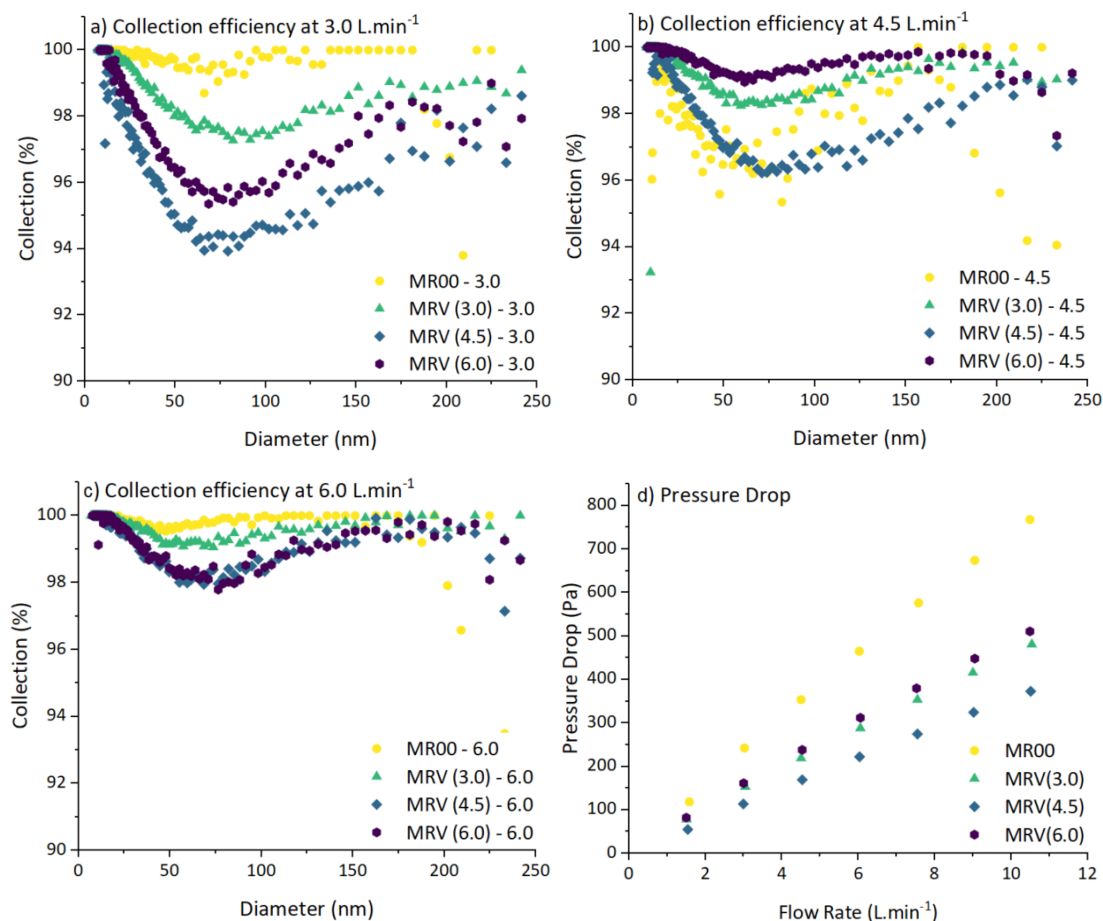 a) Collection efficiency at 3.0 L.min⁻¹
100
98
96
94
92
90
Collection (%)
0
50
100
150
200
250
Diameter (nm)
MR00 - 3.0
MRV (3.0) - 3.0
MRV (4.5) - 3.0
MRV (6.0) - 3.0
b) Collection efficiency at 4.5 L.min⁻¹
100
98
96
94
92
90
Collection (%)
0
50
100
150
200
250
Diameter (nm)
MR00 - 4.5
MRV (3.0) - 4.5
MRV (4.5) - 4.5
MRV (6.0) - 4.5
c) Collection efficiency at 6.0 L.min⁻¹
100
98
96
94
92
90
Collection (%)
0
50
100
150
200
250
Diameter (nm)
MR00 - 6.0
MRV (3.0) - 6.0
MRV (4.5) - 6.0
MRV (6.0) - 6.0
d) Pressure Drop
800
700
600
500
400
300
200
100
0
Pressure Drop (Pa)
0
2
4
6
8
10
12
Flow Rate (L.min⁻¹)
MR00
MRV(3.0)
MRV(4.5)
MRV(6.0)